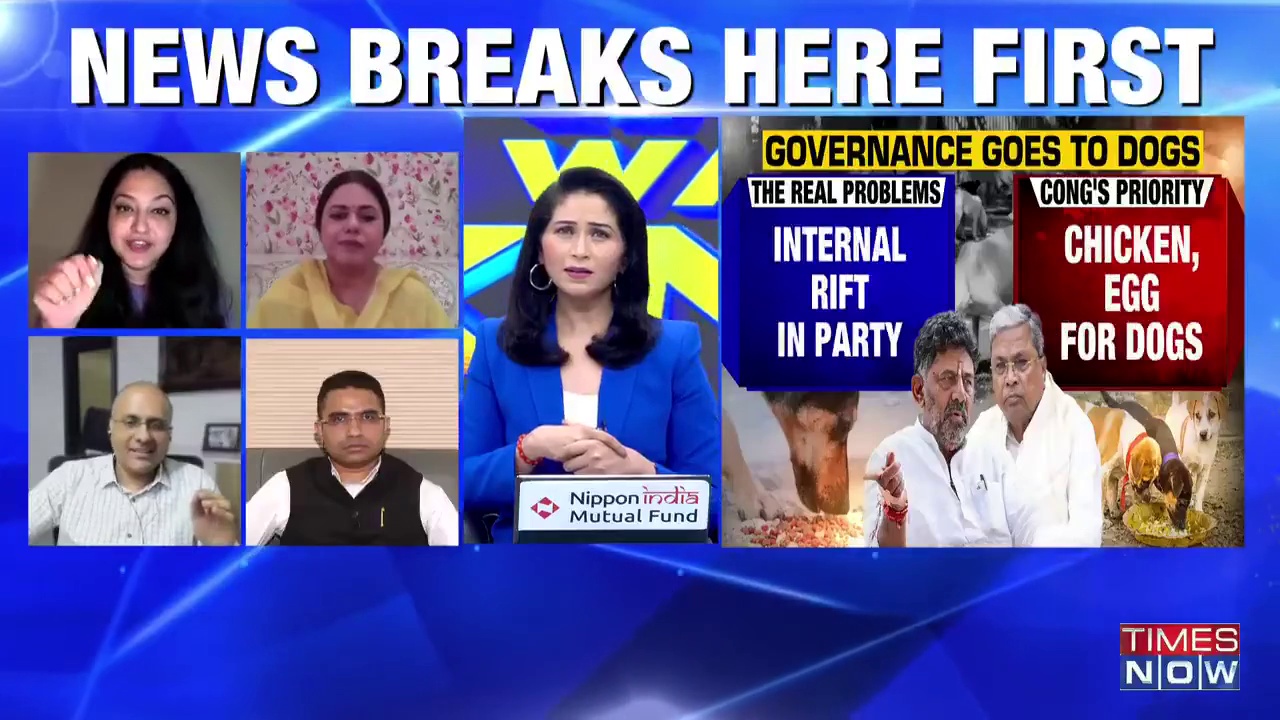 NEWS BREAKS HERE FIRST
GOVERNANCE GOES TO DOGS
THE REAL PROBLEMS
INTERNAL
RIFT
IN PARTY
CONG'S PRIORITY
CHICKEN,
EGG
FOR DOGS
Nippon india
Mutual Fund
TIMES
NOW